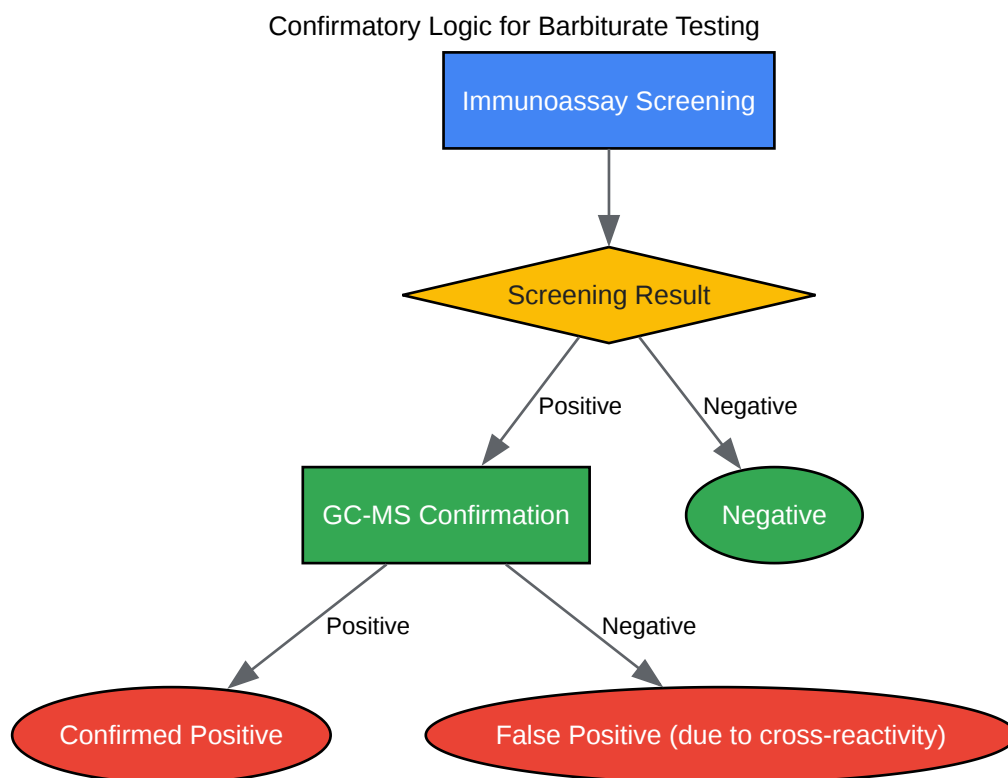 Confirmatory Logic for Barbiturate Testing
Immunoassay Screening
Screening Result
Positive
Negative
GC-MS Confirmation
Negative
Positive
Negative
Confirmed Positive
False Positive (due to cross-reactivity)